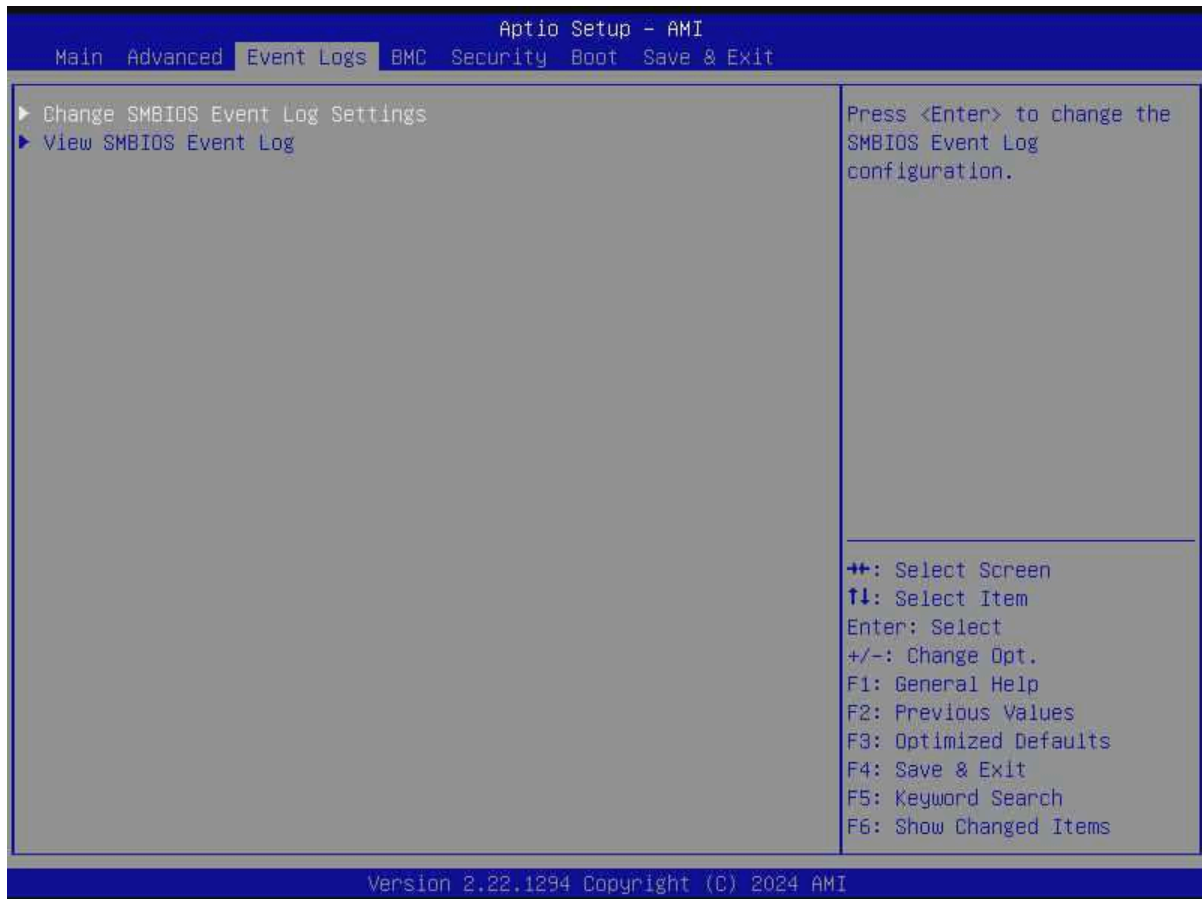 Aptio Setup – AMI
Main Advanced Event Logs BMC Security Boot Save & Exit
▶ Change SMBIOS Event Log Settings
▶ View SMBIOS Event Log
Press <Enter> to change the
SMBIOS Event Log
configuration.
→←: Select Screen
↑↓: Select Item
Enter: Select
+/-: Change Opt.
F1: General Help
F2: Previous Values
F3: Optimized Defaults
F4: Save & Exit
F5: Keyword Search
F6: Show Changed Items
Version 2.22.1294 Copyright (C) 2024 AMI